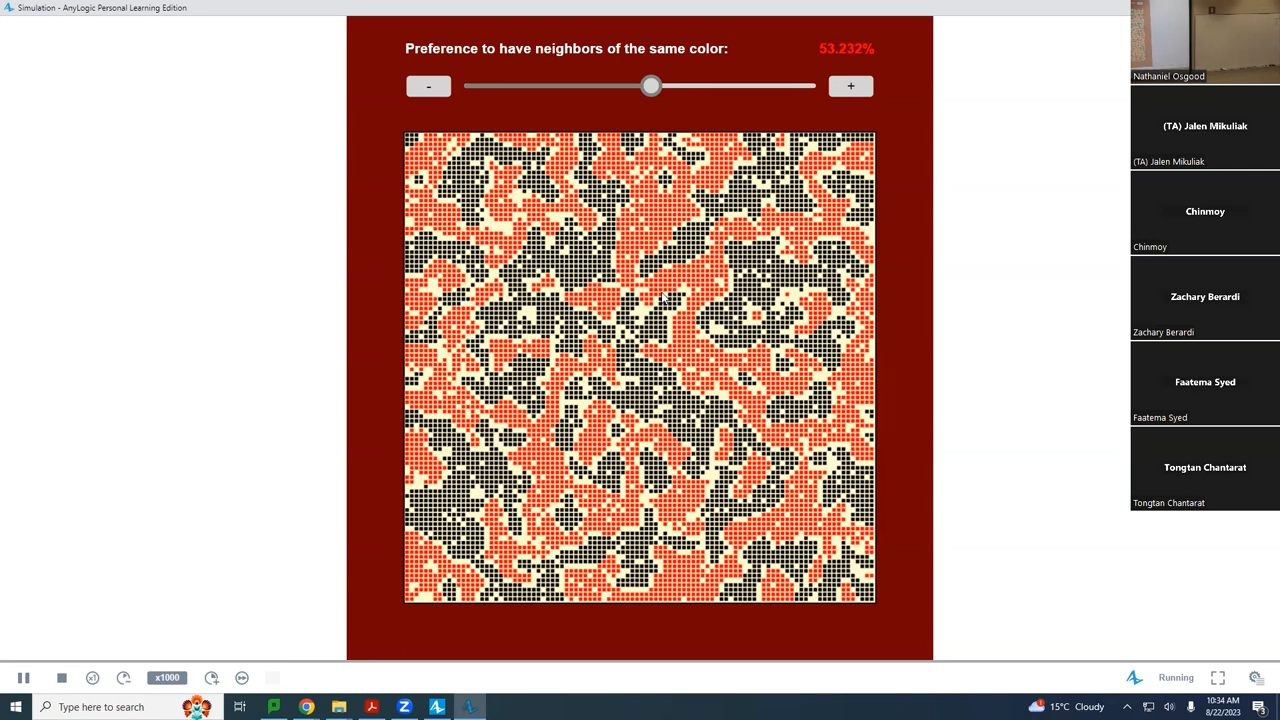 Simulation - AnyLogic Personal Learning Edition
Preference to have neighbors of the same color: 53.232%
- +
Nathaniel Osgood
(TA) Jalen Mikuliak
(TA) Jalen Mikuliak
Chinmoy
Chinmoy
Zachary Berardi
Zachary Berardi
Faatema Syed
Faatema Syed
Tongtan Chantarat
Tongtan Chantarat
x1 x1000 Running
Type here to search
15°C Cloudy
10:34 AM
8/22/2023
3